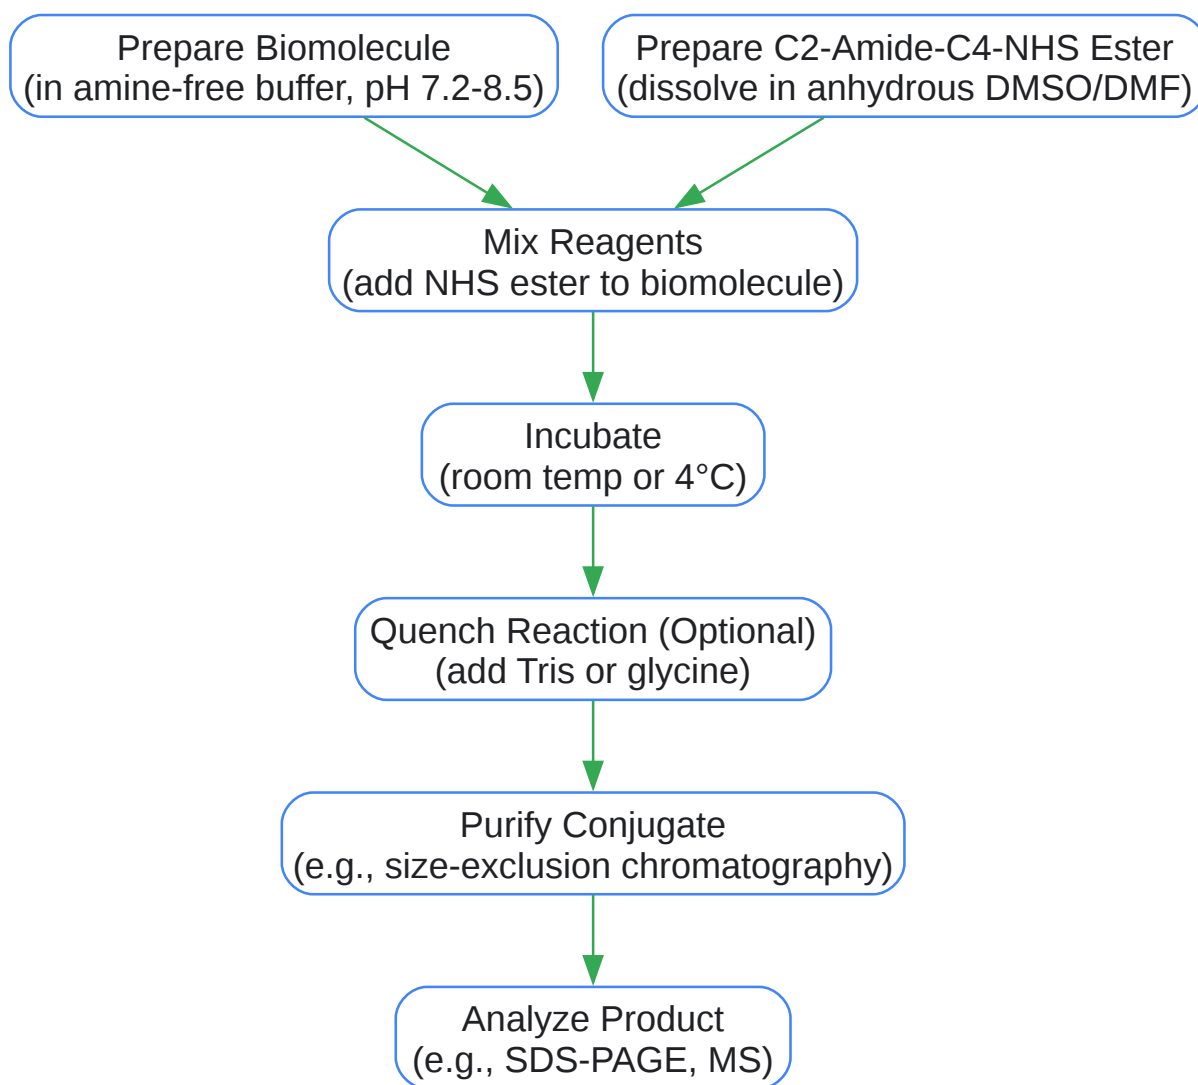 Prepare Biomolecule
(in amine-free buffer, pH 7.2-8.5)
Prepare C2-Amide-C4-NHS Ester
(dissolve in anhydrous DMSO/DMF)
Mix Reagents
(add NHS ester to biomolecule)
Incubate
(room temp or 4°C)
Quench Reaction (Optional)
(add Tris or glycine)
Purify Conjugate
(e.g., size-exclusion chromatography)
Analyze Product
(e.g., SDS-PAGE, MS)